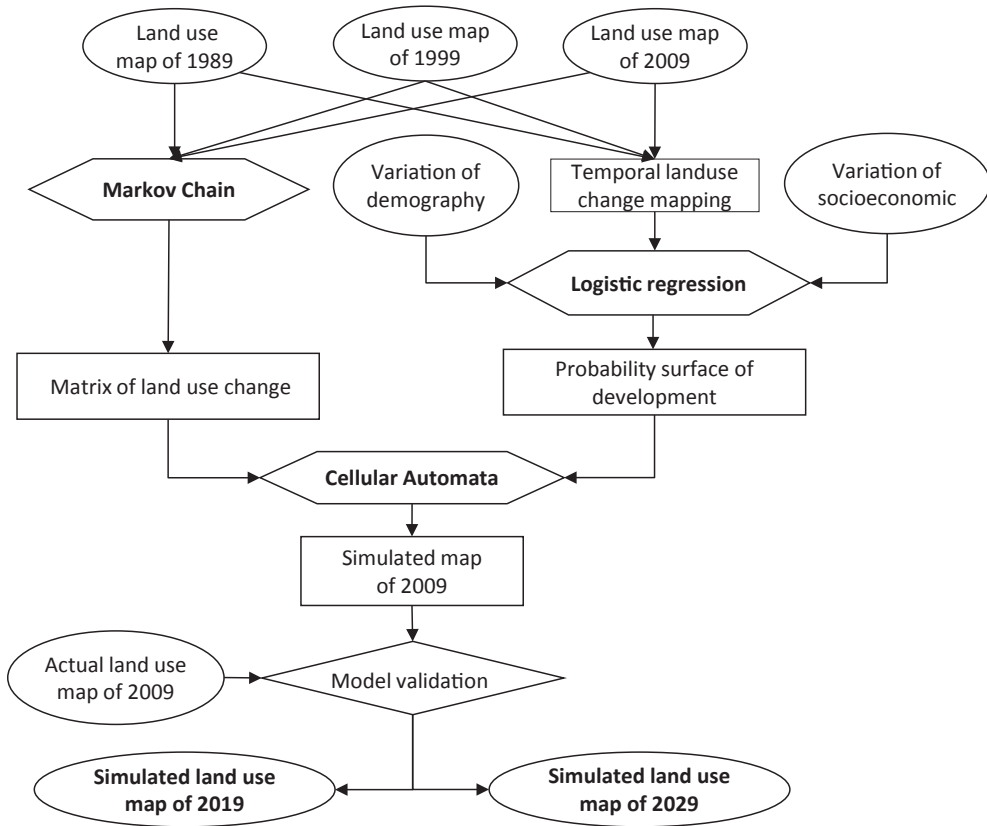 Land use
map of 1989
Land use map
of 1999
Land use map
of 2009
Markov Chain
Variation of
demography
Temporal landuse
change mapping
Variation of
socioeconomic
Logistic regression
Matrix of land use change
Probability surface of
development
Cellular Automata
Simulated map
of 2009
Actual land use
map of 2009
Model validation
Simulated land use
map of 2019
Simulated land use
map of 2029